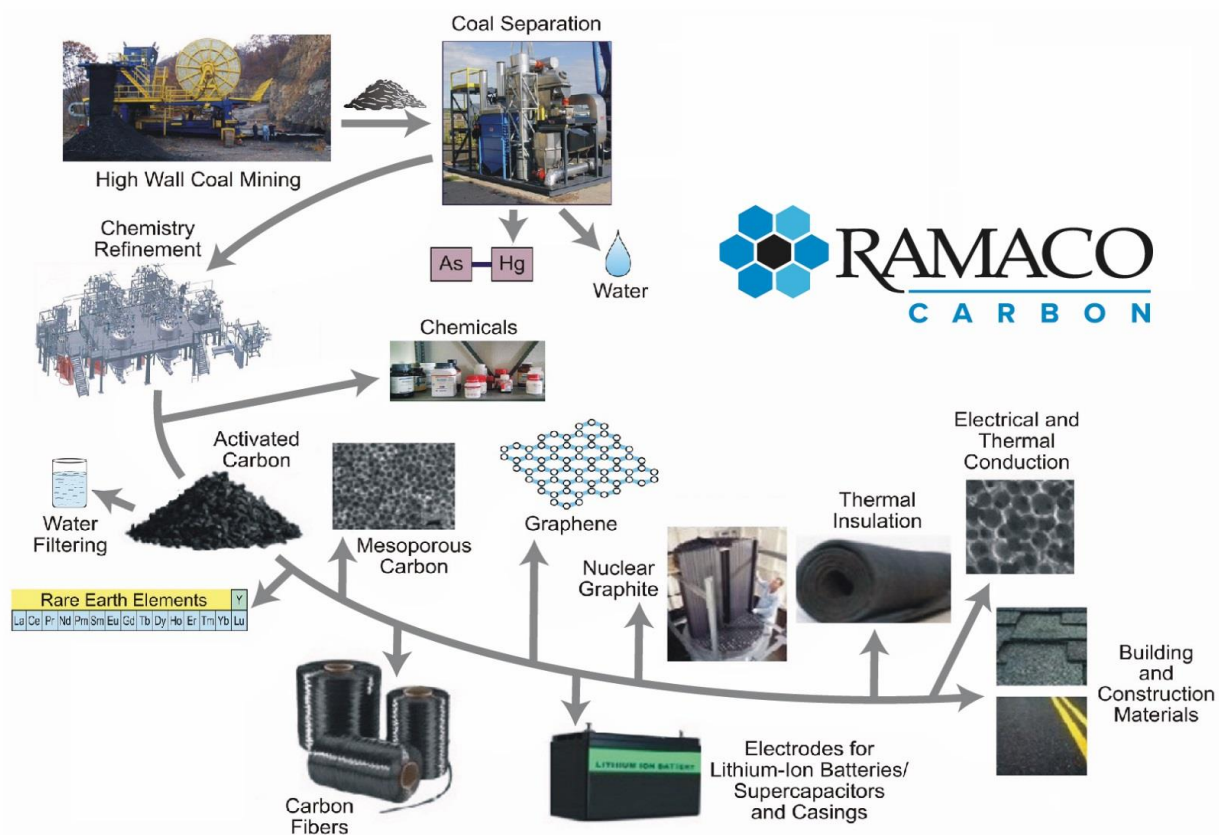 Coal Separation
High Wall Coal Mining
Chemistry
Refinement
As
Hg
Water
RAMACO
CARBON
Chemicals
Activated
Carbon
Water
Filtering
Mesoporous
Carbon
Graphene
Nuclear
Graphite
Thermal
Insulation
Electrical and
Thermal
Conduction
Rare Earth Elements Y
La Ce Pr Nd Pm Sm Eu Gd Tb Dy Ho Er Tm Yb Lu
Building
and
Construction
Materials
Carbon
Fibers
LITHIUM ION BATTERY
Electrodes for
Lithium-Ion Batteries/
Supercapacitors
and Casings